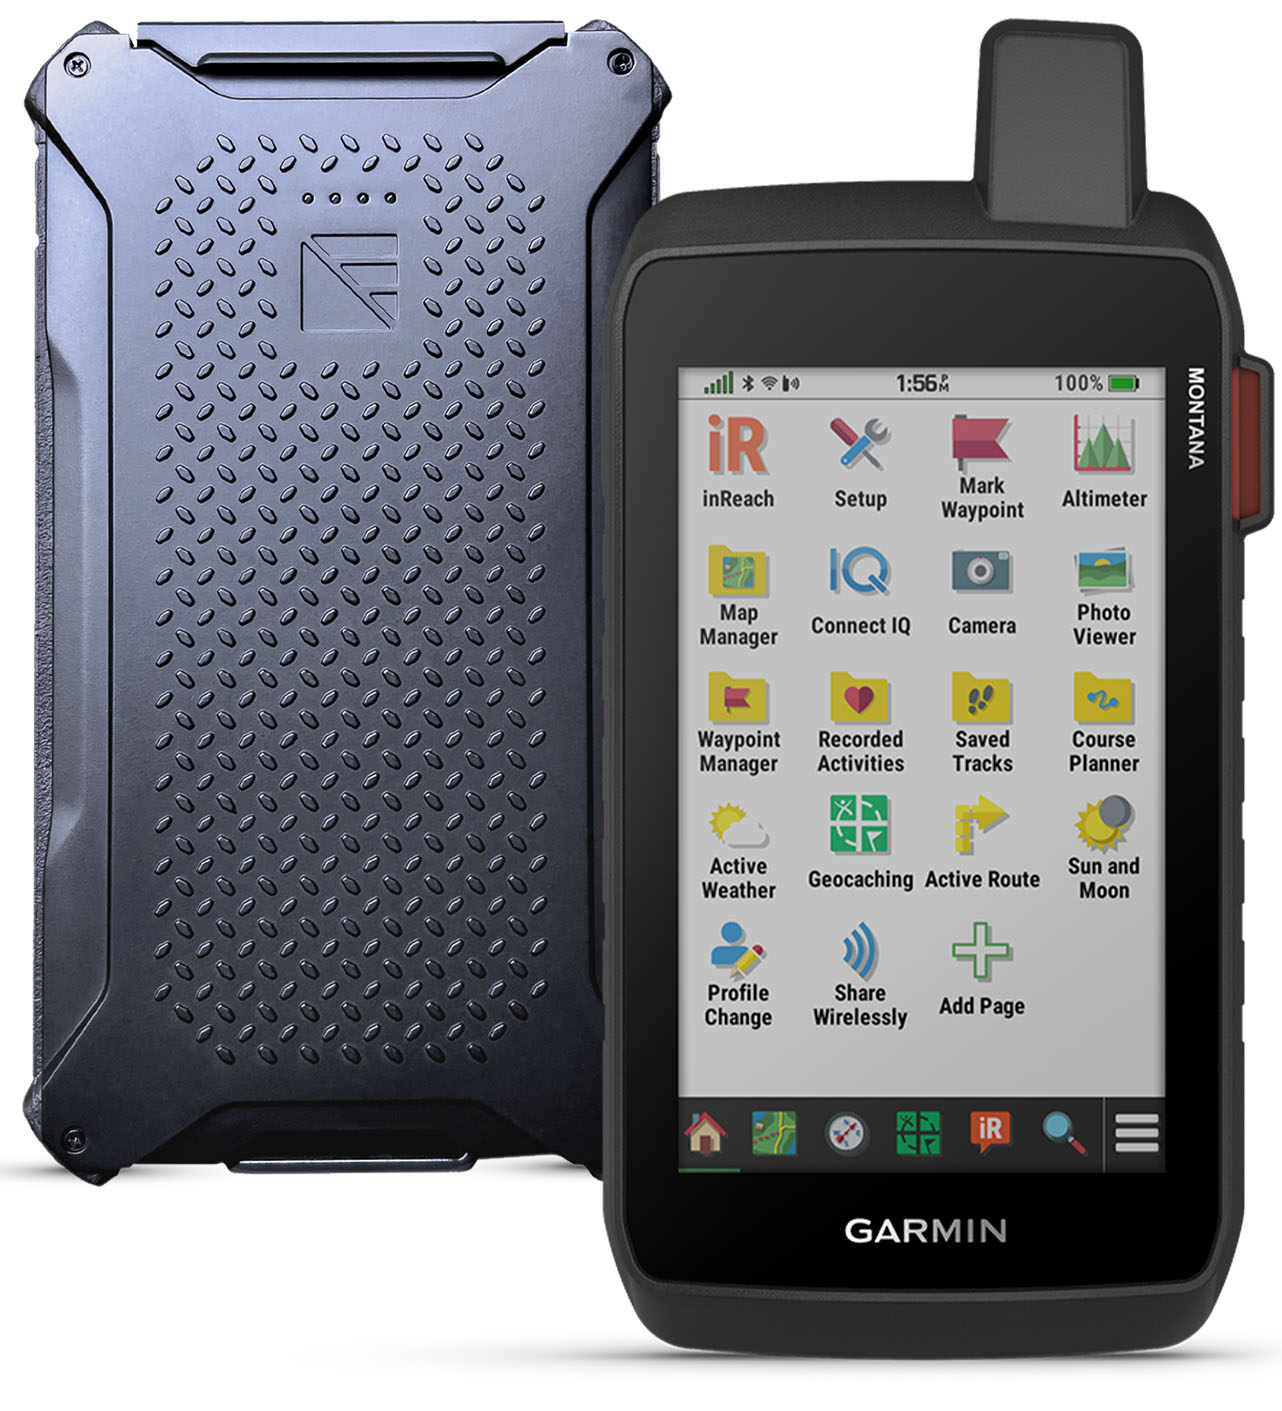 MONTANA
1:56 PM
100%
iR
inReach
Setup
Mark
Waypoint
Altimeter
Map
Manager
IQ
Connect IQ
Camera
Photo
Viewer
Waypoint
Manager
Recorded
Activities
Saved
Tracks
Course
Planner
Active
Weather
Geocaching
Active Route
Sun and
Moon
Profile
Change
Share
Wirelessly
Add Page
iR
GARMIN